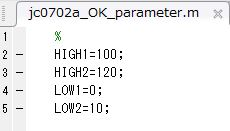 jc0702a_OK_parameter.m
1 %
2 - HIGH1=100;
3 - HIGH2=120;
4 - LOW1=0;
5 - LOW2=10;